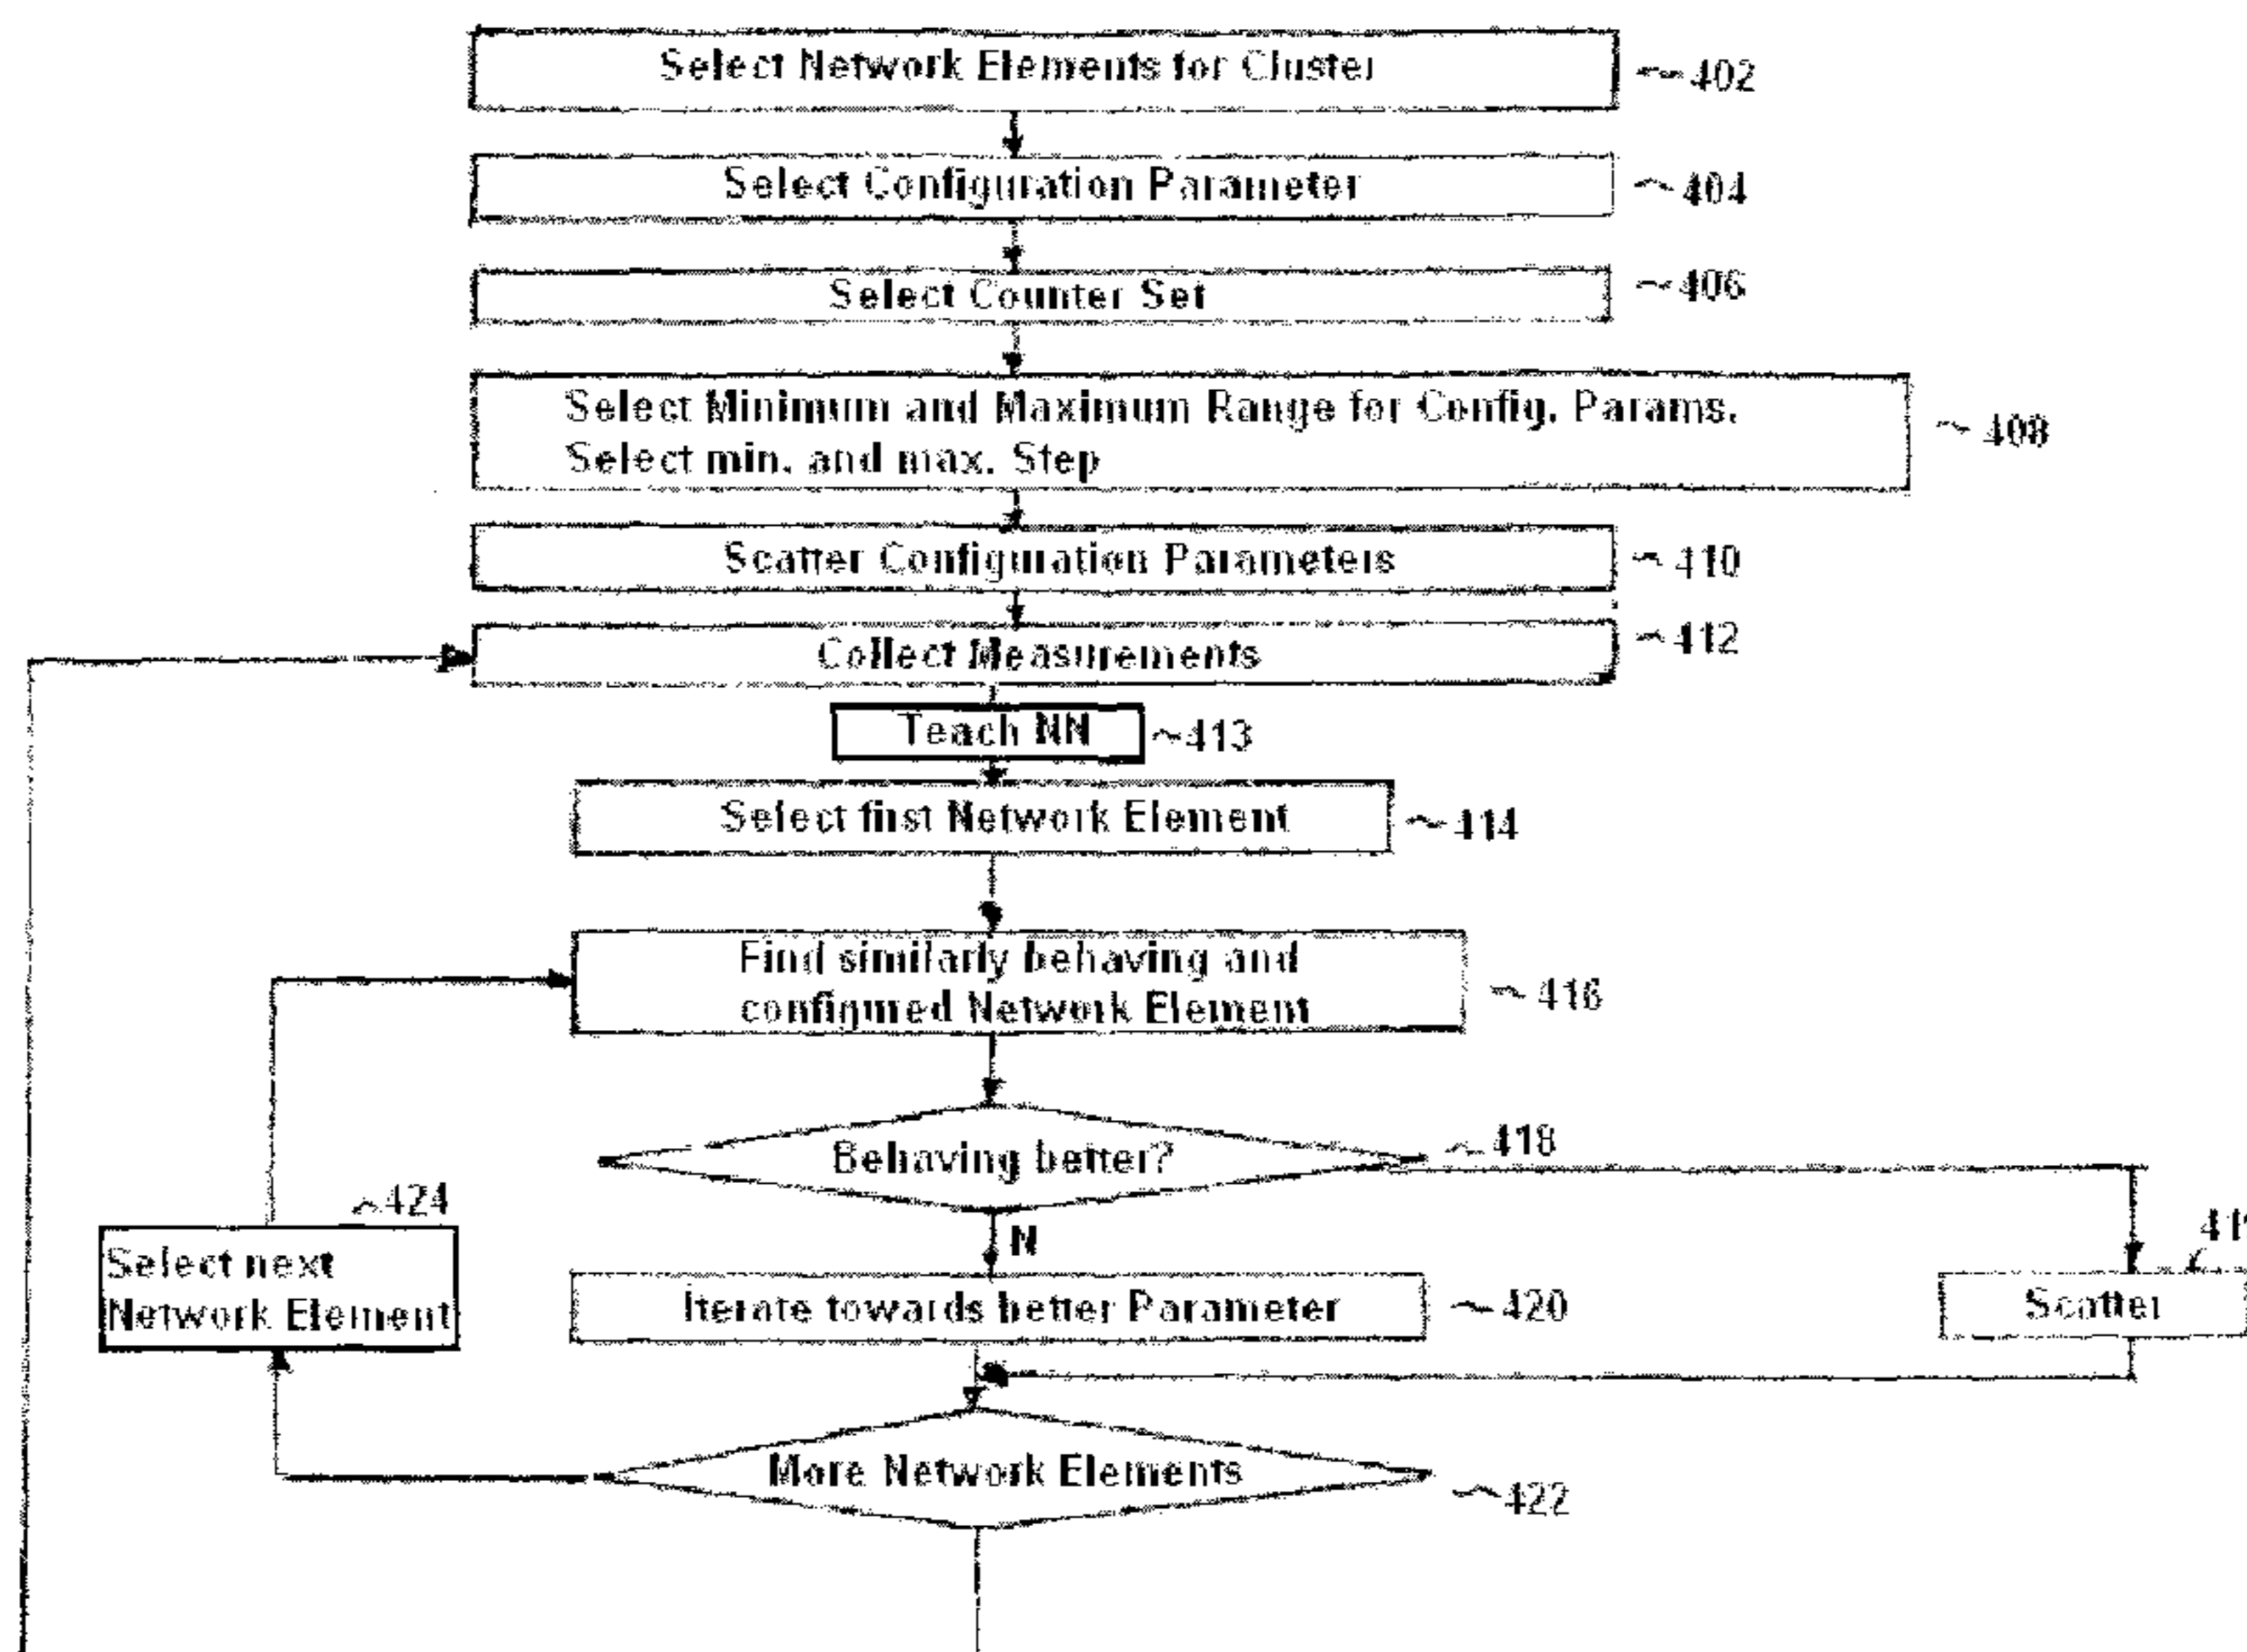 Select Network Elements for Cluster
402
Select Configuration Parameter
404
Select Counter Set
406
Select Minimum and Maximum Range for Config. Params.
Select min. and max. Step
408
Scatter Configuration Parameters
410
Collect Measurements
412
Teach NN
413
Select first Network Element
414
Find similarly behaving and
configured Network Element
416
Behaving better?
418
N
424
Select next
Network Element
Iterate towards better Parameter
420
Scatter
More Network Elements
422